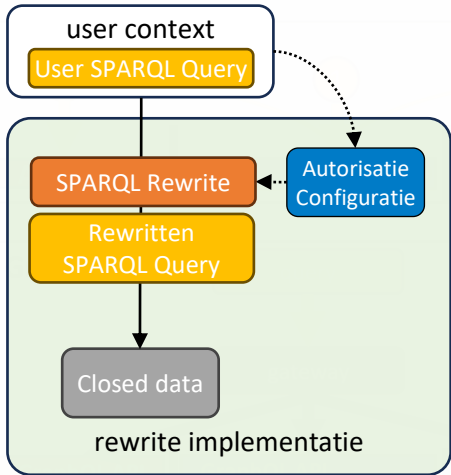 user context
User SPARQL Query
SPARQL Rewrite
Autorisatie
Configuratie
Rewritten
SPARQL Query
Closed data
rewrite implementatie